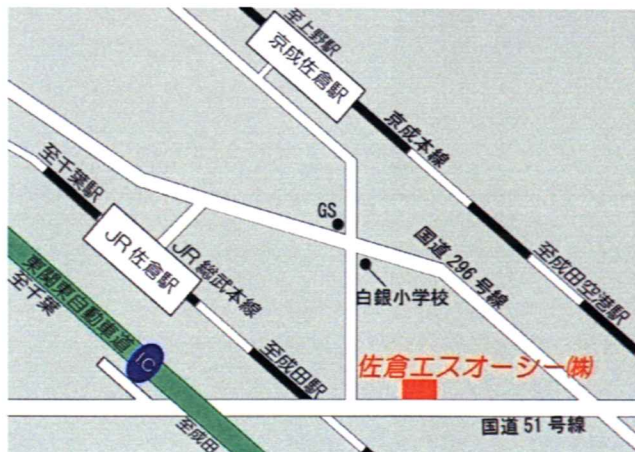 至上野駅
京成佐倉駅
京成本線
至千葉駅
GS
国道296号線
JR佐倉駅
JR総武本線
至成田空港駅
東関東自動車道
至千葉
白銀小学校
IC
至成田駅
佐倉エスオーシー㈱
至成田
国道51号線